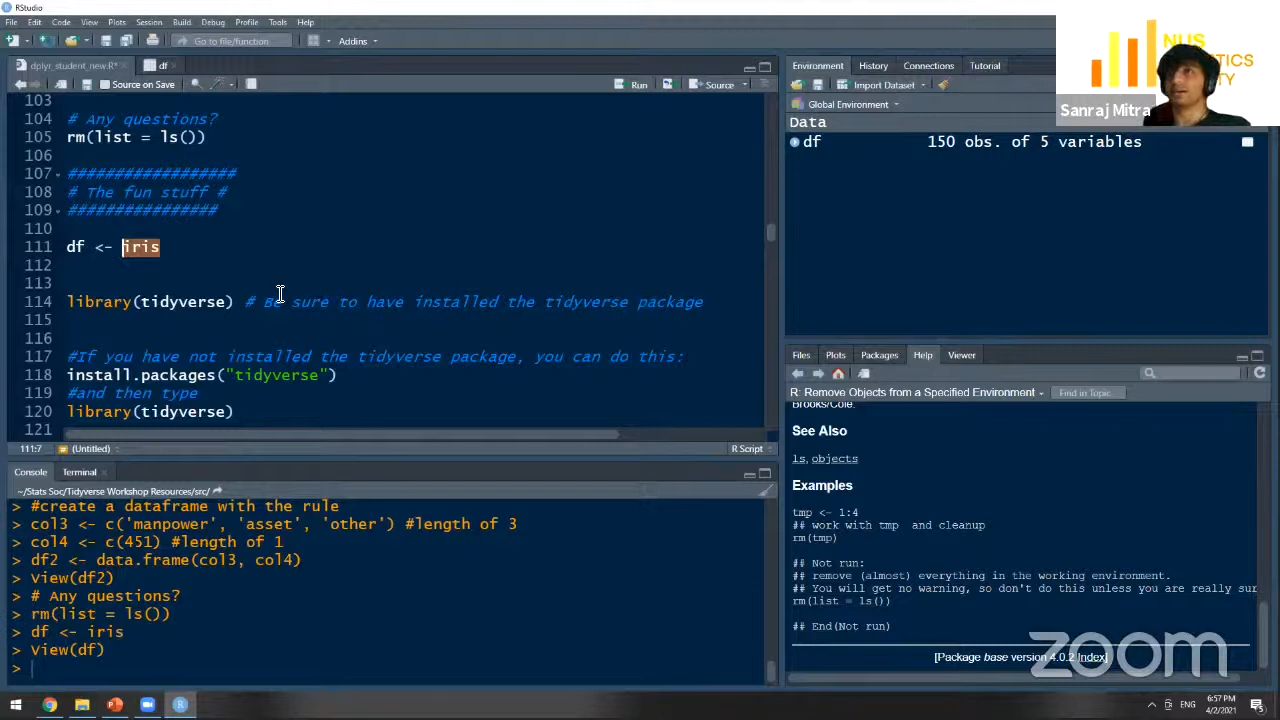 RStudio
File Edit Code View Plots Session Build Debug Profile Tools Help
Go to file/function Addins
dplyr_student_new.R* df
Source on Save Run Source
103
104 # Any questions?
105 rm(list = ls())
106
107 ##################
108 # The fun stuff #
109 ################
110
111 df <- iris
112
113
114 library(tidyverse) # Be sure to have installed the tidyverse package
115
116
117 #If you have not installed the tidyverse package, you can do this:
118 install.packages("tidyverse")
119 #and then type
120 library(tidyverse)
121
111:7 (Untitled) R Script
Console Terminal
~/Stats Soc/Tidyverse Workshop Resources/src/
> #create a dataframe with the rule
> col3 <- c('manpower', 'asset', 'other') #length of 3
> col4 <- c(451) #length of 1
> df2 <- data.frame(col3, col4)
> View(df2)
> # Any questions?
> rm(list = ls())
> df <- iris
> View(df)
>
Environment History Connections Tutorial
Import Dataset
Global Environment
Data
df 150 obs. of 5 variables
NUS
Sanraj Mitra
Files Plots Packages Help Viewer
R: Remove Objects from a Specified Environment Find in Topic
Brooks/Cole.
See Also
ls, objects
Examples
tmp <- 1:4
## work with tmp and cleanup
rm(tmp)
## Not run:
## remove (almost) everything in the working environment.
## You will get no warning, so don't do this unless you are really sur
rm(list = ls())
## End(Not run)
[Package base version 4.0.2 Index]
zoom
ENG
6:57 PM
4/2/2021
5